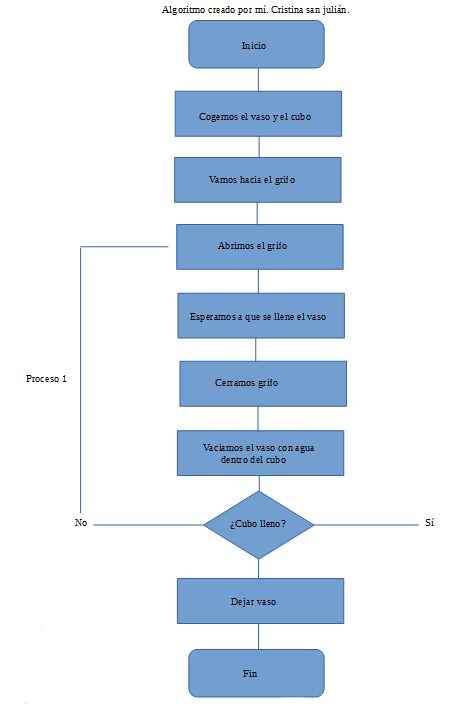 Algoritmo creado por mí. Cristina san julián.
Inicio
Cogemos el vaso y el cubo
Vamos hacia el grifo
Abrimos el grifo
Esperamos a que se llene el vaso
Proceso 1
Cerramos grifo
Vaciamos el vaso con agua
dentro del cubo
No
¿Cubo lleno?
Sí
Dejar vaso
Fin